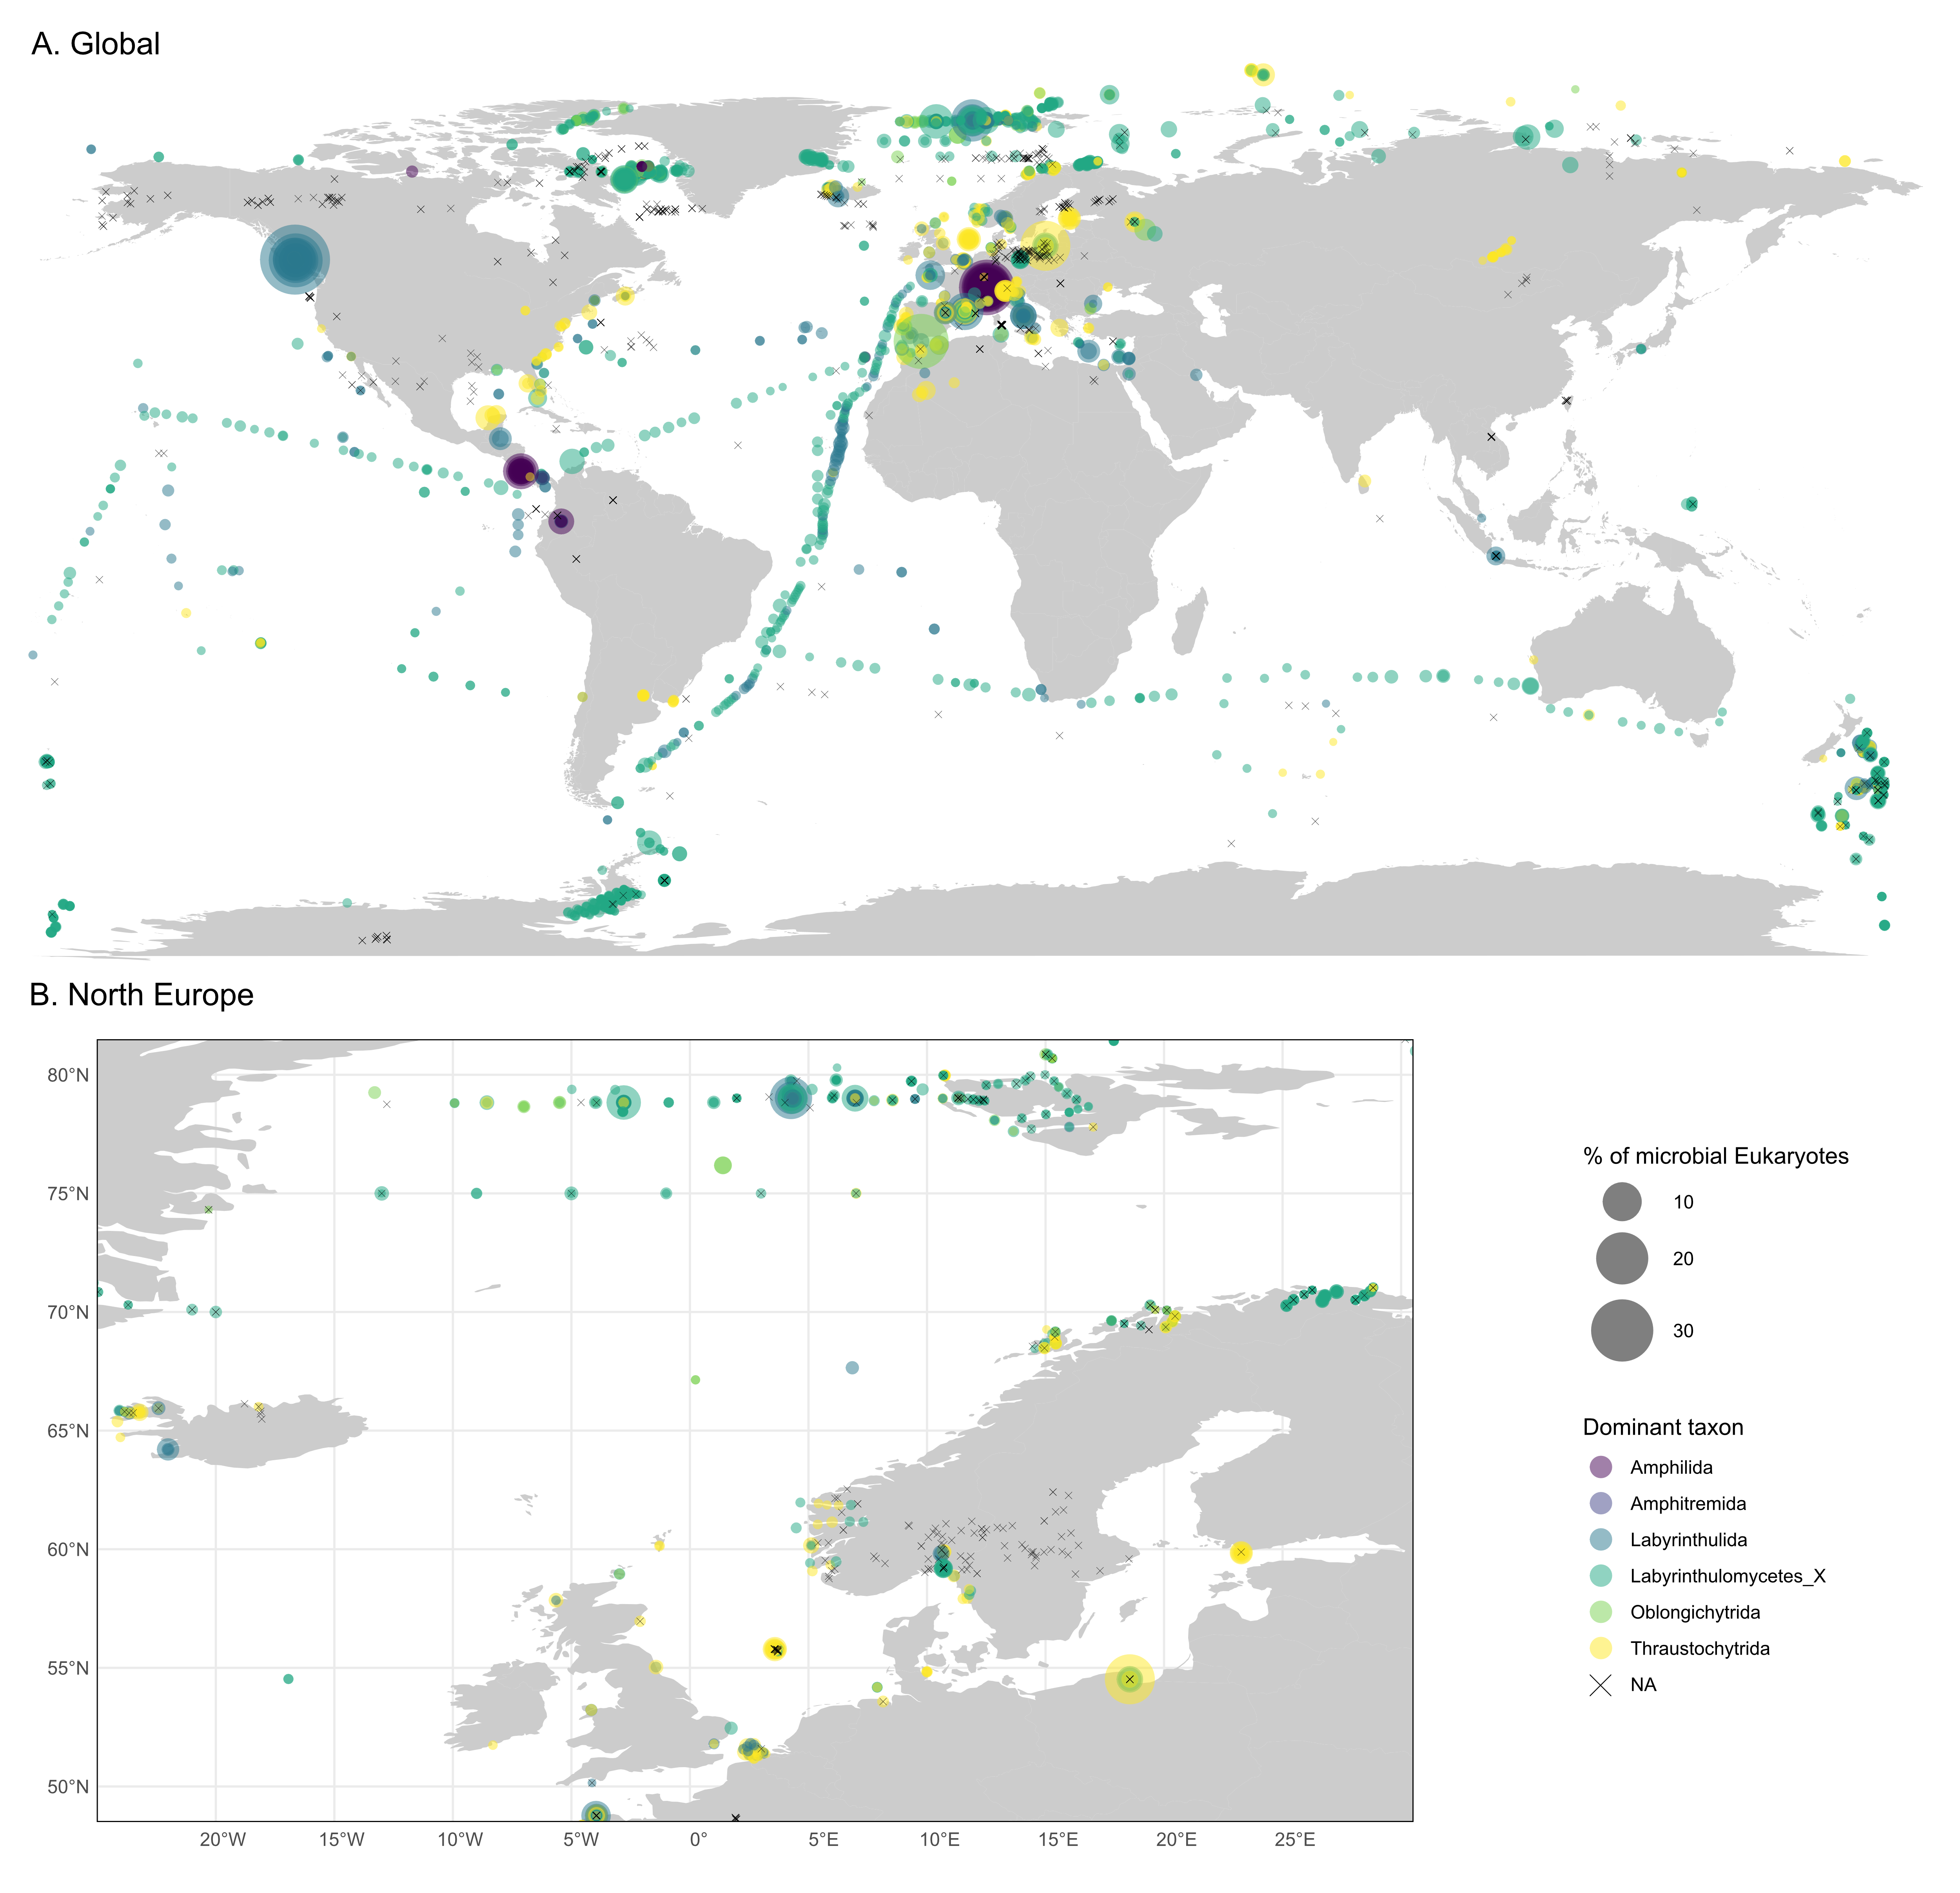 A. Global
B. North Europe
80°N
75°N
70°N
65°N
60°N
55°N
50°N
20°W
15°W
10°W
5°W
0°
5°E
10°E
15°E
20°E
25°E
% of microbial Eukaryotes
10
20
30
Dominant taxon
Amphilida
Amphitremida
Labyrinthulida
Labyrinthulomycetes_X
Oblongichytrida
Thraustochytrida
NA